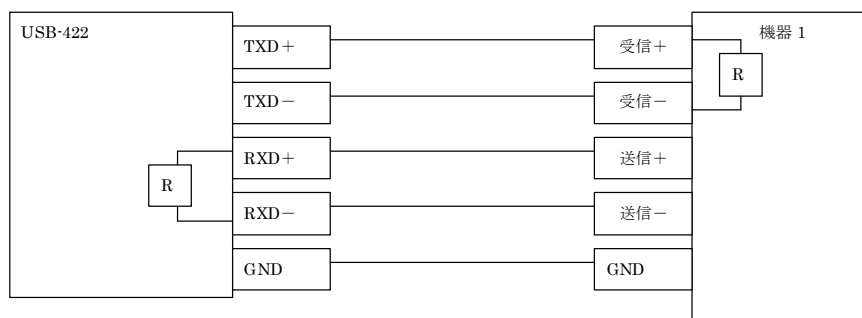 USB-422
機器 1
TXD＋
受信＋
R
TXD－
受信－
RXD＋
送信＋
R
RXD－
送信－
GND
GND